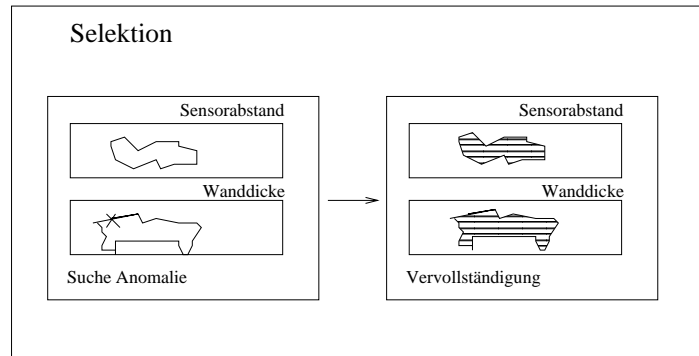 Selektion
Sensorabstand
Wanddicke
Suche Anomalie
Sensorabstand
Wanddicke
Vervollständigung